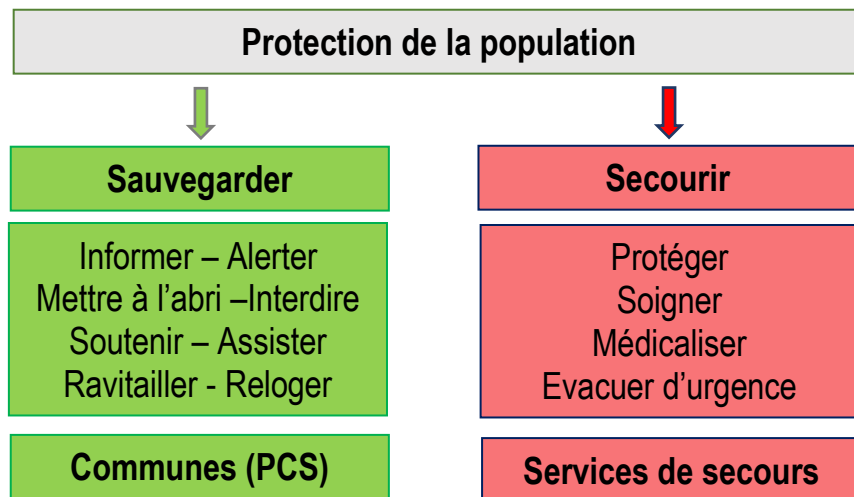 Protection de la population
Sauvegarder
Informer – Alerter
Mettre à l’abri –Interdire
Soutenir – Assister
Ravitailler - Reloger
Communes (PCS)
Secourir
Protéger
Soigner
Médicaliser
Evacuer d’urgence
Services de secours